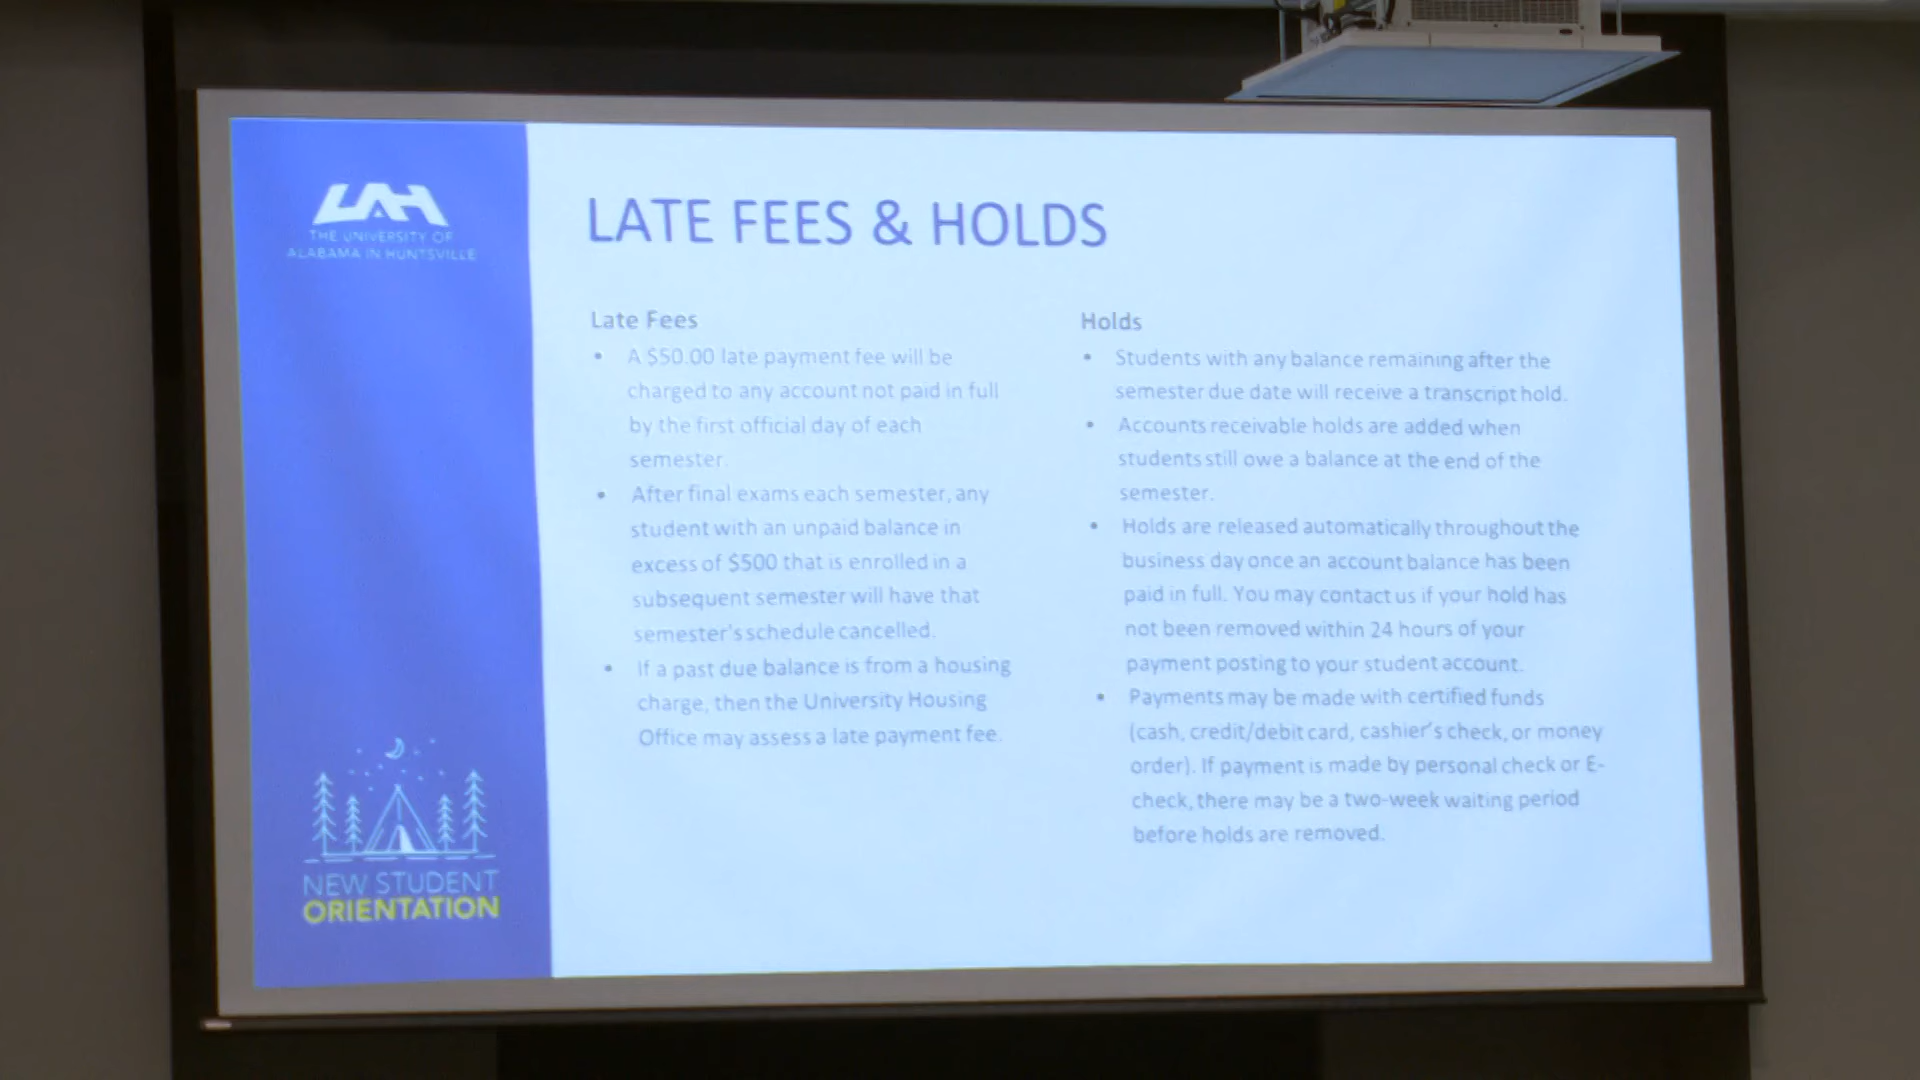 UAH
THE UNIVERSITY OF
ALABAMA IN HUNTSVILLE
NEW STUDENT
ORIENTATION
LATE FEES & HOLDS
Late Fees
• A $50.00 late payment fee will be
charged to any account not paid in full
by the first official day of each
semester.
• After final exams each semester, any
student with an unpaid balance in
excess of $500 that is enrolled in a
subsequent semester will have that
semester's schedule cancelled.
• If a past due balance is from a housing
charge, then the University Housing
Office may assess a late payment fee.
Holds
• Students with any balance remaining after the
semester due date will receive a transcript hold.
• Accounts receivable holds are added when
students still owe a balance at the end of the
semester.
• Holds are released automatically throughout the
business day once an account balance has been
paid in full. You may contact us if your hold has
not been removed within 24 hours of your
payment posting to your student account.
• Payments may be made with certified funds
(cash, credit/debit card, cashier's check, or money
order). If payment is made by personal check or E-
check, there may be a two-week waiting period
before holds are removed.